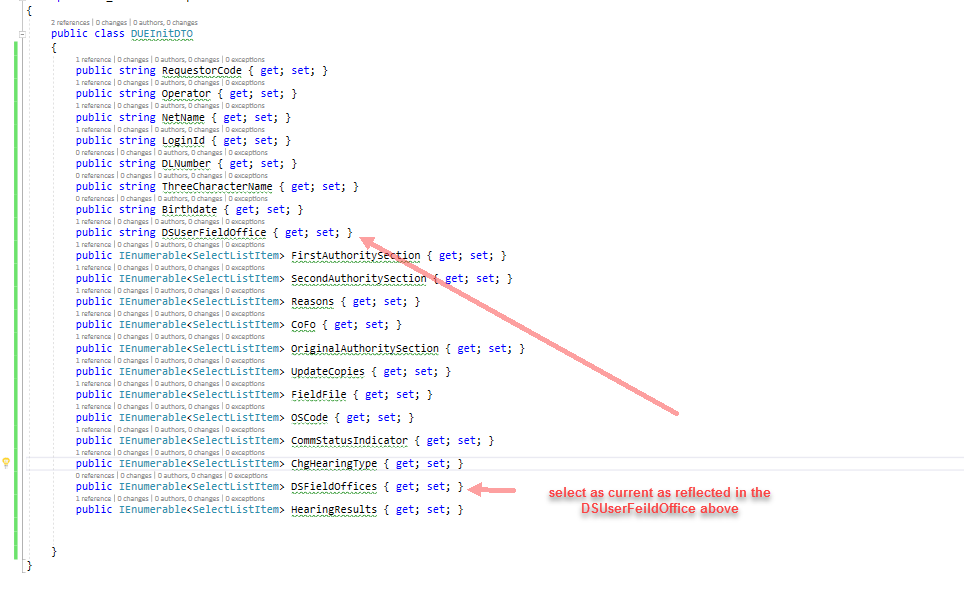 {
2 references | 0 changes | 0 authors, 0 changes
public class DUEInitDTO
{
1 reference | 0 changes | 0 authors, 0 changes | 0 exceptions
public string RequestorCode { get; set; }
1 reference | 0 changes | 0 authors, 0 changes | 0 exceptions
public string Operator { get; set; }
1 reference | 0 changes | 0 authors, 0 changes | 0 exceptions
public string NetName { get; set; }
1 reference | 0 changes | 0 authors, 0 changes | 0 exceptions
public string LoginId { get; set; }
0 references | 0 changes | 0 authors, 0 changes | 0 exceptions
public string DLNumber { get; set; }
0 references | 0 changes | 0 authors, 0 changes | 0 exceptions
public string ThreeCharacterName { get; set; }
0 references | 0 changes | 0 authors, 0 changes | 0 exceptions
public string Birthdate { get; set; }
1 reference | 0 changes | 0 authors, 0 changes | 0 exceptions
public string DSUserFieldOffice { get; set; }
1 reference | 0 changes | 0 authors, 0 changes | 0 exceptions
public IEnumerable<SelectListItem> FirstAuthoritySection { get; set; }
1 reference | 0 changes | 0 authors, 0 changes | 0 exceptions
public IEnumerable<SelectListItem> SecondAuthoritySection { get; set; }
1 reference | 0 changes | 0 authors, 0 changes | 0 exceptions
public IEnumerable<SelectListItem> Reasons { get; set; }
1 reference | 0 changes | 0 authors, 0 changes | 0 exceptions
public IEnumerable<SelectListItem> CoFo { get; set; }
1 reference | 0 changes | 0 authors, 0 changes | 0 exceptions
public IEnumerable<SelectListItem> OriginalAuthoritySection { get; set; }
1 reference | 0 changes | 0 authors, 0 changes | 0 exceptions
public IEnumerable<SelectListItem> UpdateCopies { get; set; }
1 reference | 0 changes | 0 authors, 0 changes | 0 exceptions
public IEnumerable<SelectListItem> FieldFile { get; set; }
1 reference | 0 changes | 0 authors, 0 changes | 0 exceptions
public IEnumerable<SelectListItem> OSCode { get; set; }
1 reference | 0 changes | 0 authors, 0 changes | 0 exceptions
public IEnumerable<SelectListItem> CommStatusIndicator { get; set; }
1 reference | 0 changes | 0 authors, 0 changes | 0 exceptions
public IEnumerable<SelectListItem> ChgHearingType { get; set; }
0 references | 0 changes | 0 authors, 0 changes | 0 exceptions
public IEnumerable<SelectListItem> DSFieldOffices { get; set; }
select as current as reflected in the
DSUserFeildOffice above
1 reference | 0 changes | 0 authors, 0 changes | 0 exceptions
public IEnumerable<SelectListItem> HearingResults { get; set; }
}
}